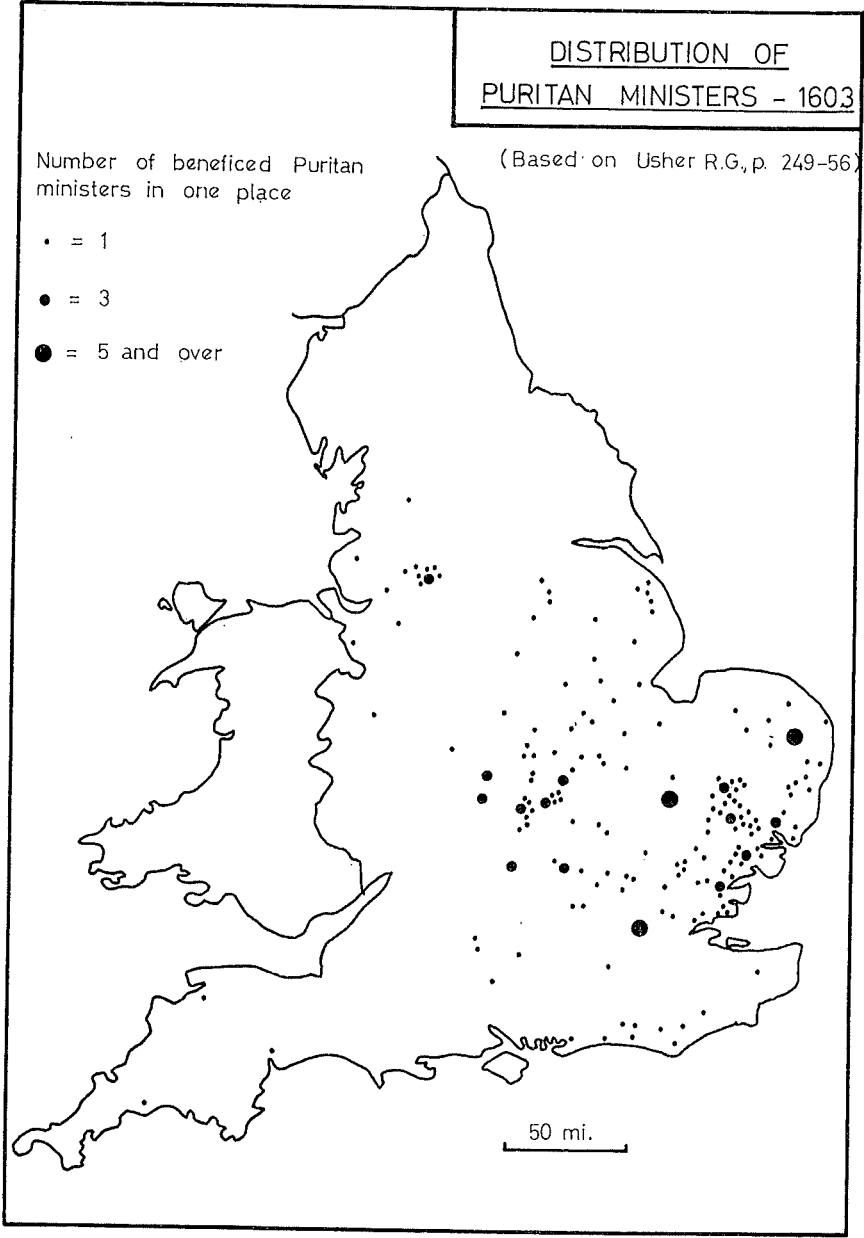 DISTRIBUTION OF
PURITAN MINISTERS - 1603
(Based on Usher R.G., p. 249-56)
Number of beneficed Puritan
ministers in one place
• = 1
• = 3
● = 5 and over
50 mi.